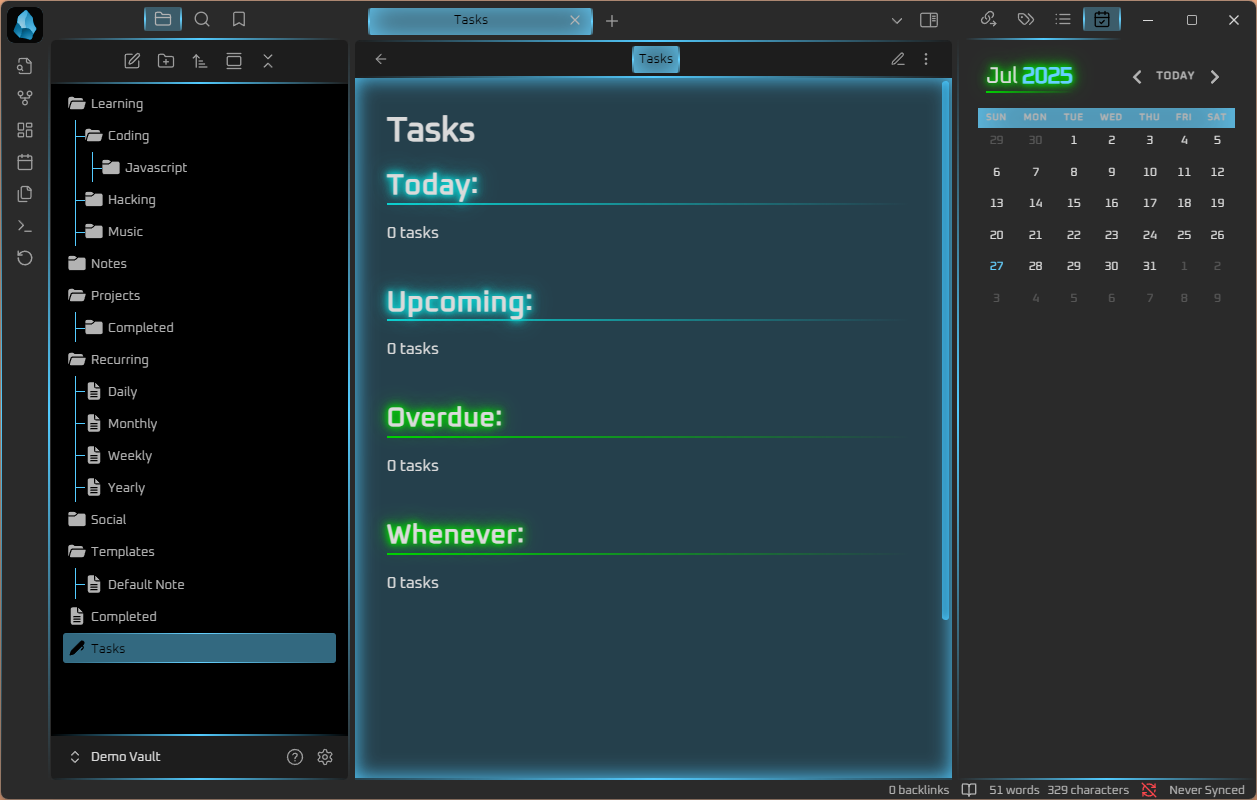 Tasks
Tasks
Learning
Coding
Javascript
Hacking
Music
Notes
Projects
Completed
Recurring
Daily
Monthly
Weekly
Yearly
Social
Templates
Default Note
Completed
Tasks
Demo Vault
Tasks
Today:
0 tasks
Upcoming:
0 tasks
Overdue:
0 tasks
Whenever:
0 tasks
Jul 2025
TODAY
SUN MON TUE WED THU FRI SAT
29 30 1 2 3 4 5
6 7 8 9 10 11 12
13 14 15 16 17 18 19
20 21 22 23 24 25 26
27 28 29 30 31 1 2
3 4 5 6 7 8 9
0 backlinks 51 words 329 characters Never Synced